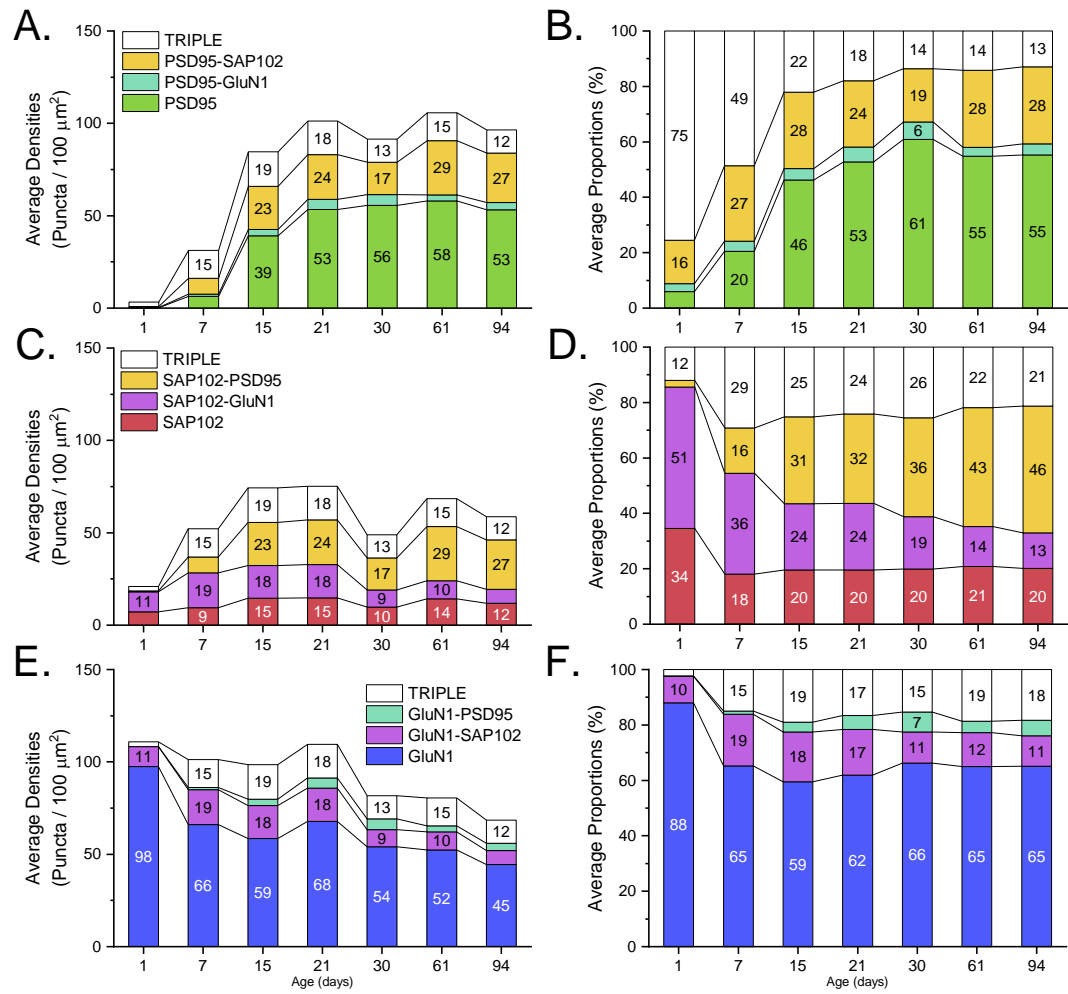 A.
150
100
50
0
Average Densities
(Puncta / 100 μm²)
TRIPLE
PSD95-SAP102
PSD95-GluN1
PSD95
15
19 18 13 15 12
23 24 17 29 27
39 53 56 58 53
1 7 15 21 30 61 94
B.
100
80
60
40
20
0
Average Proportions (%)
75 49 22 18 14 14 13
16 27 28 24 19 28 28
6
20 46 53 61 55 55
1 7 15 21 30 61 94
C.
150
100
50
0
Average Densities
(Puncta / 100 μm²)
TRIPLE
SAP102-PSD95
SAP102-GluN1
SAP102
15 19 18 13 15 12
23 24 17 29 27
11 19 18 18 9 10
9 15 15 10 14 12
1 7 15 21 30 61 94
D.
100
80
60
40
20
0
Average Proportions (%)
12 29 25 24 26 22 21
16 31 32 36 43 46
51 36 24 24 19 14 13
34 18 20 20 20 21 20
1 7 15 21 30 61 94
E.
150
100
50
0
Average Densities
(Puncta / 100 μm²)
TRIPLE
GluN1-PSD95
GluN1-SAP102
GluN1
15 19 18 13 15 12
11 19 18 18 9 10
98 66 59 68 54 52 45
1 7 15 21 30 61 94
Age (days)
F.
100
80
60
40
20
0
Average Proportions (%)
15 19 17 15 19 18
7
10 19 18 17 11 12 11
88 65 59 62 66 65 65
1 7 15 21 30 61 94
Age (days)